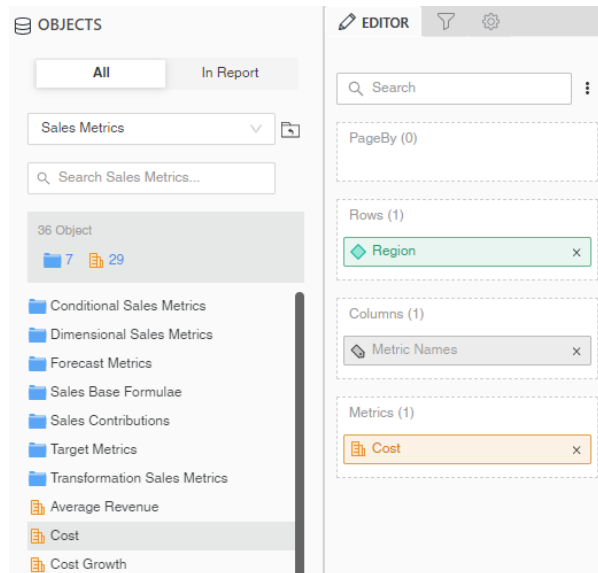 OBJECTS
All
In Report
Sales Metrics
Search Sales Metrics...
36 Object
7
29
Conditional Sales Metrics
Dimensional Sales Metrics
Forecast Metrics
Sales Base Formulae
Sales Contributions
Target Metrics
Transformation Sales Metrics
Average Revenue
Cost
Cost Growth
EDITOR
Search
PageBy (0)
Rows (1)
Region
Columns (1)
Metric Names
Metrics (1)
Cost